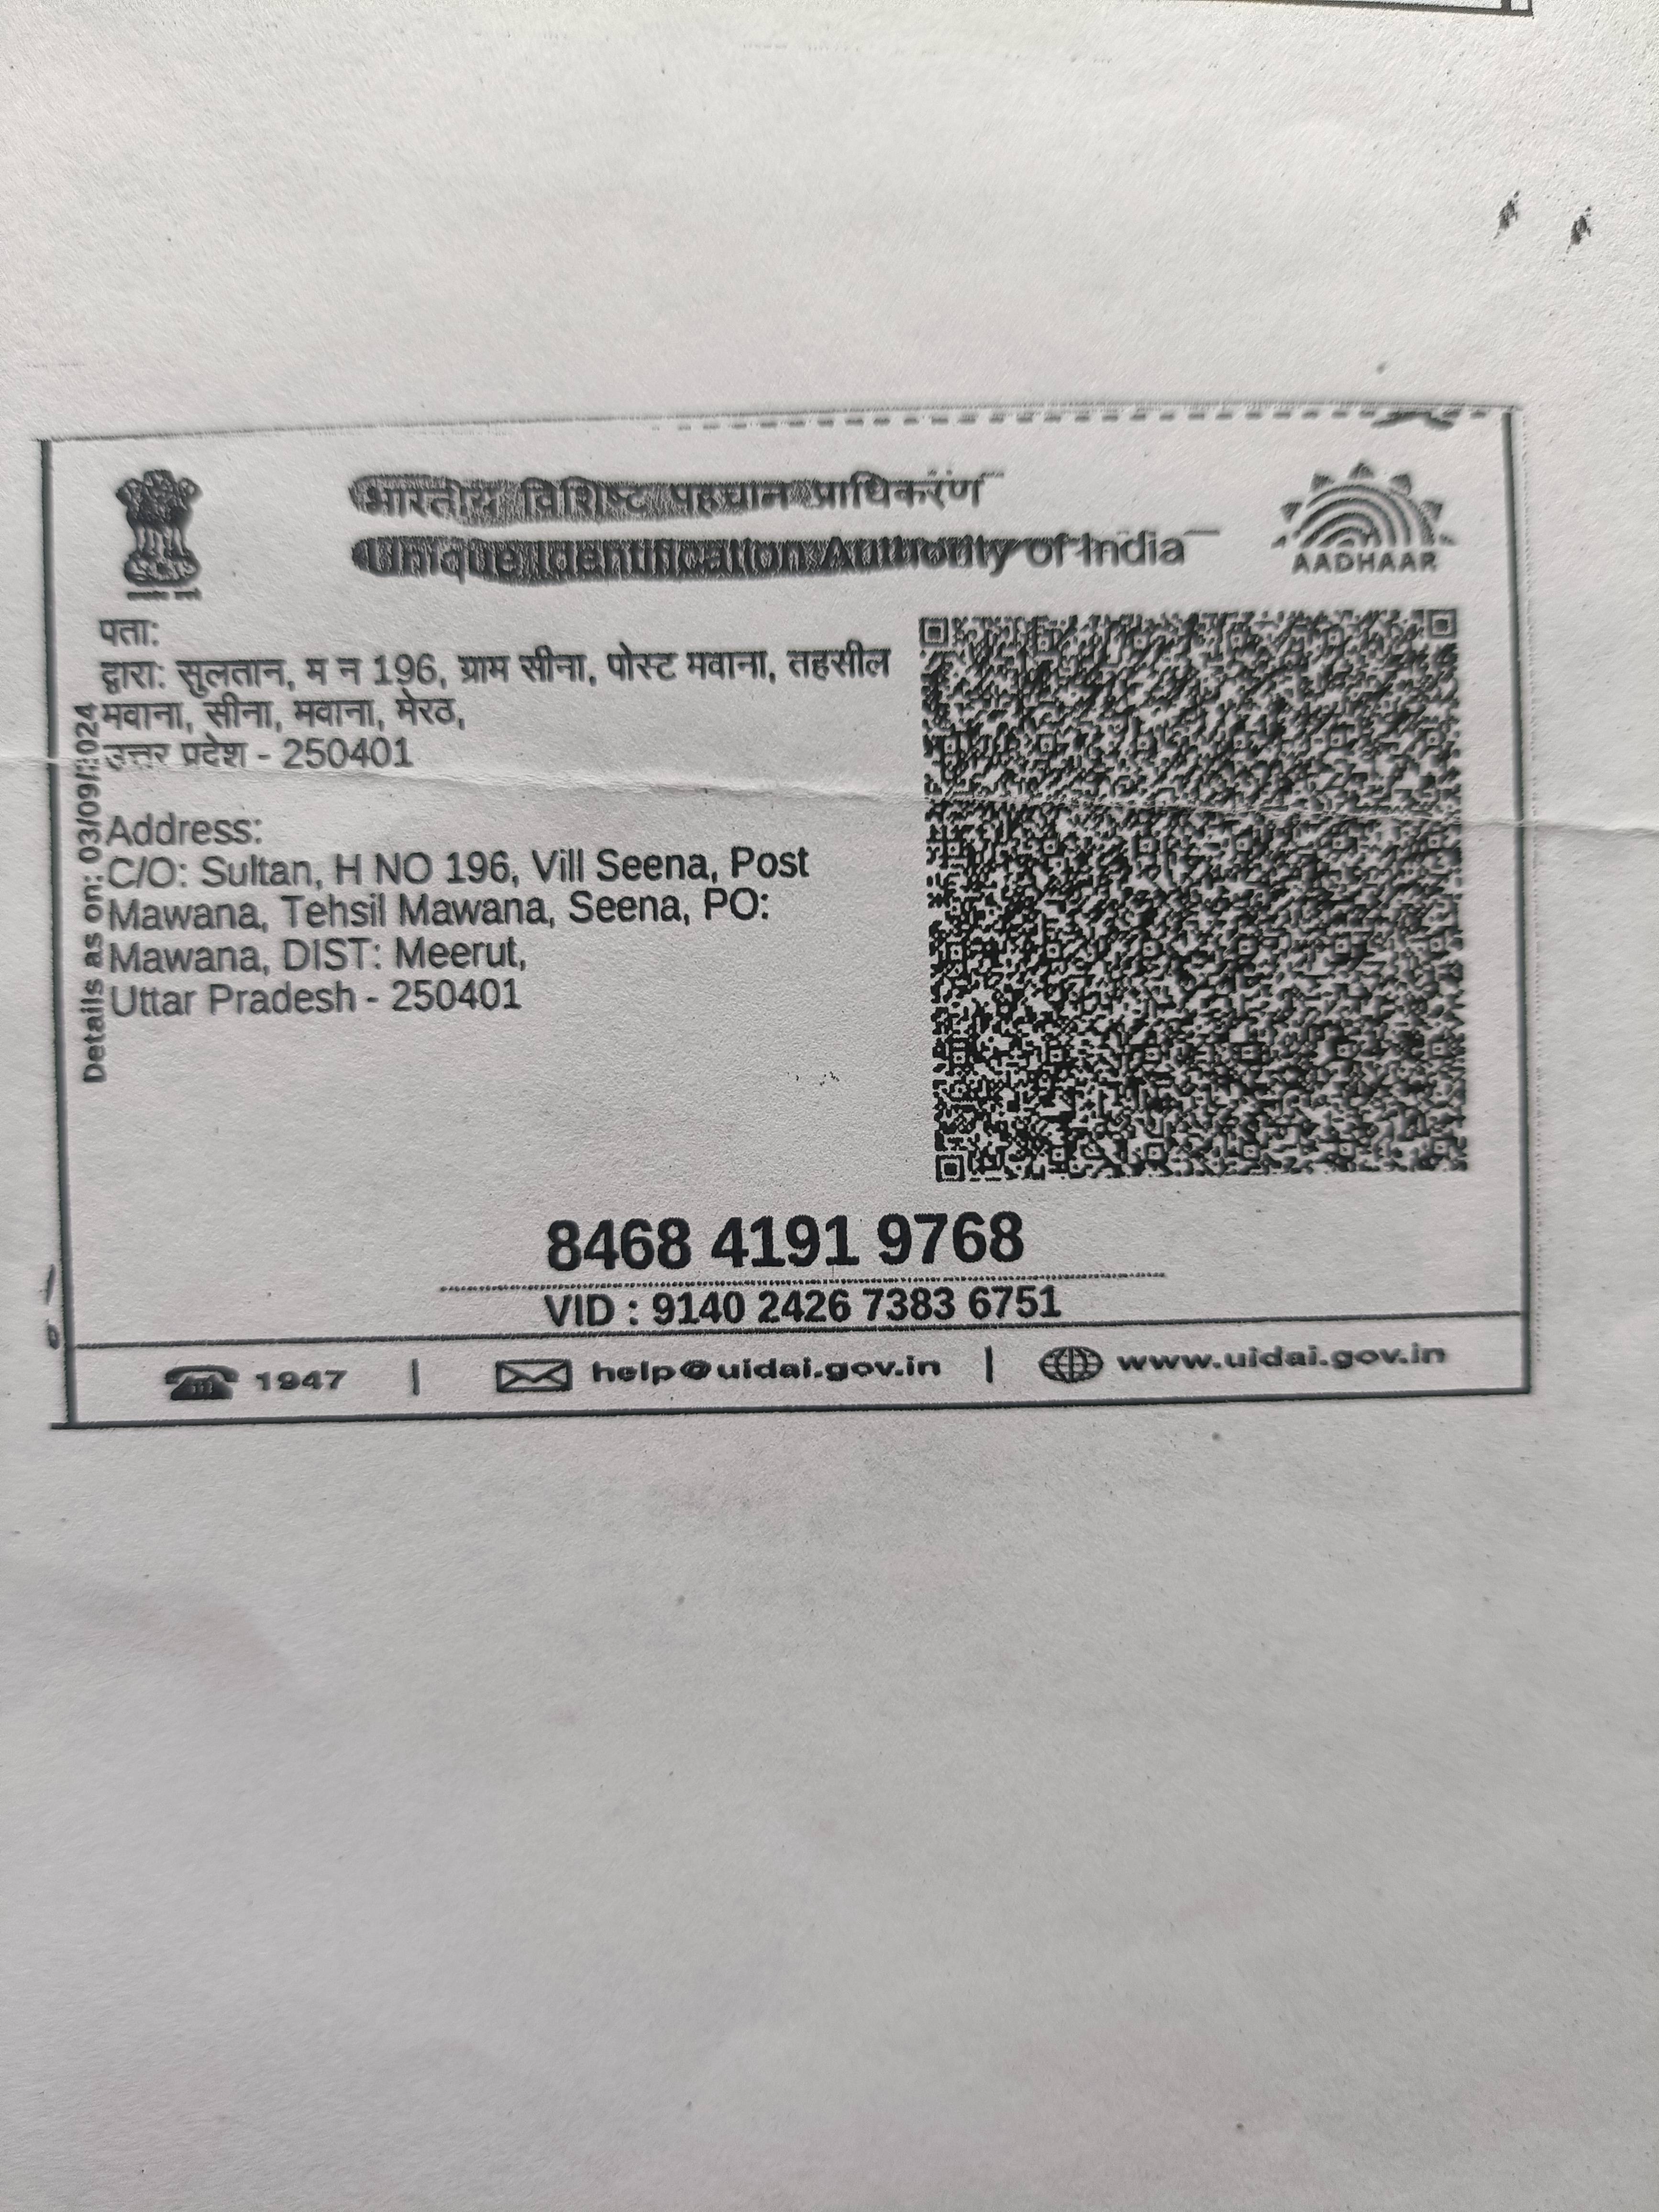 भारतीय विशिष्ट पहचान प्राधिकरण
Unique Identification Authority of India
AADHAAR
पता:
द्वारा: सुलतान, म न 196, ग्राम सीना, पोस्ट मवाना, तहसील
मवाना, सीना, मवाना, मेरठ,
उत्तर प्रदेश - 250401
Details as on: 03/09/2024
Address:
C/O: Sultan, H NO 196, Vill Seena, Post
Mawana, Tehsil Mawana, Seena, PO:
Mawana, DIST: Meerut,
Uttar Pradesh - 250401
8468 4191 9768
VID : 9140 2426 7383 6751
1947 | help@uidai.gov.in | www.uidai.gov.in